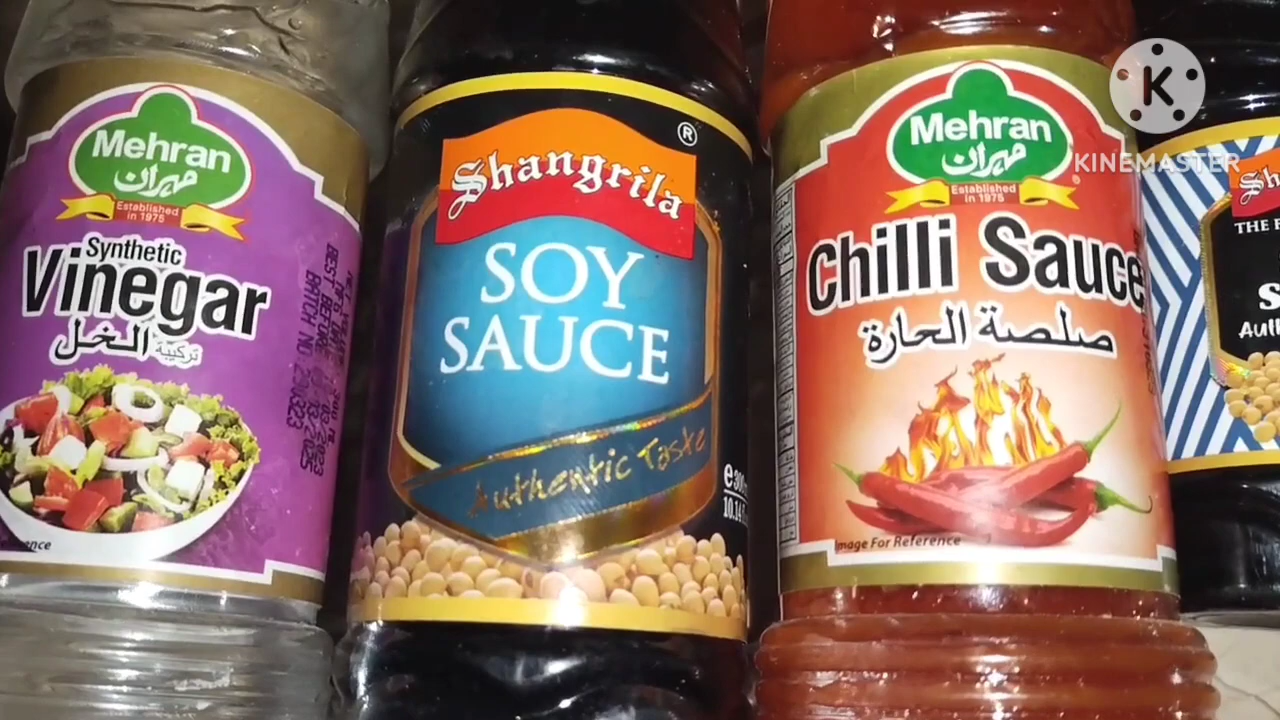 Mehran
مهران
Established
in 1975
Synthetic
Vinegar
تركيبة الخل
BEST BEFORE
BATCH NO
Shangrila
®
SOY
SAUCE
Authentic Taste
Mehran
مهران
Established
in 1975
Chilli Sauce
صلصة الحارة
Image For Reference
K
KINEMASTER
THE